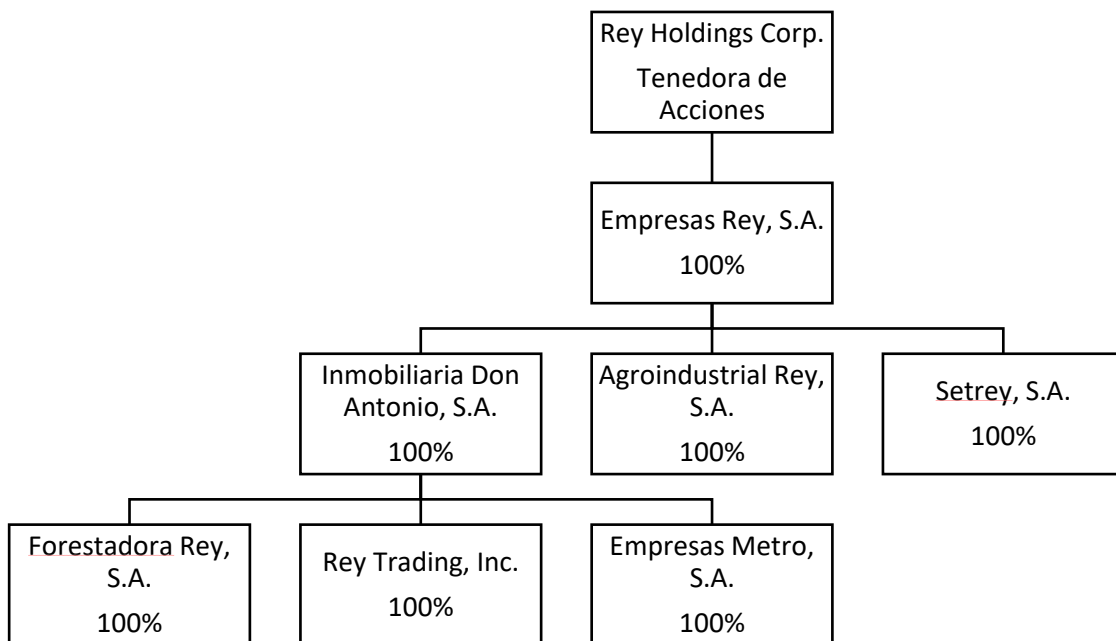 Rey Holdings Corp.
Tenedora de
Acciones
Empresas Rey, S.A.
100%
Inmobiliaria Don
Antonio, S.A.
100%
Agroindustrial Rey,
S.A.
100%
Setrey, S.A.
100%
Forestadora Rey,
S.A.
100%
Rey Trading, Inc.
100%
Empresas Metro,
S.A.
100%